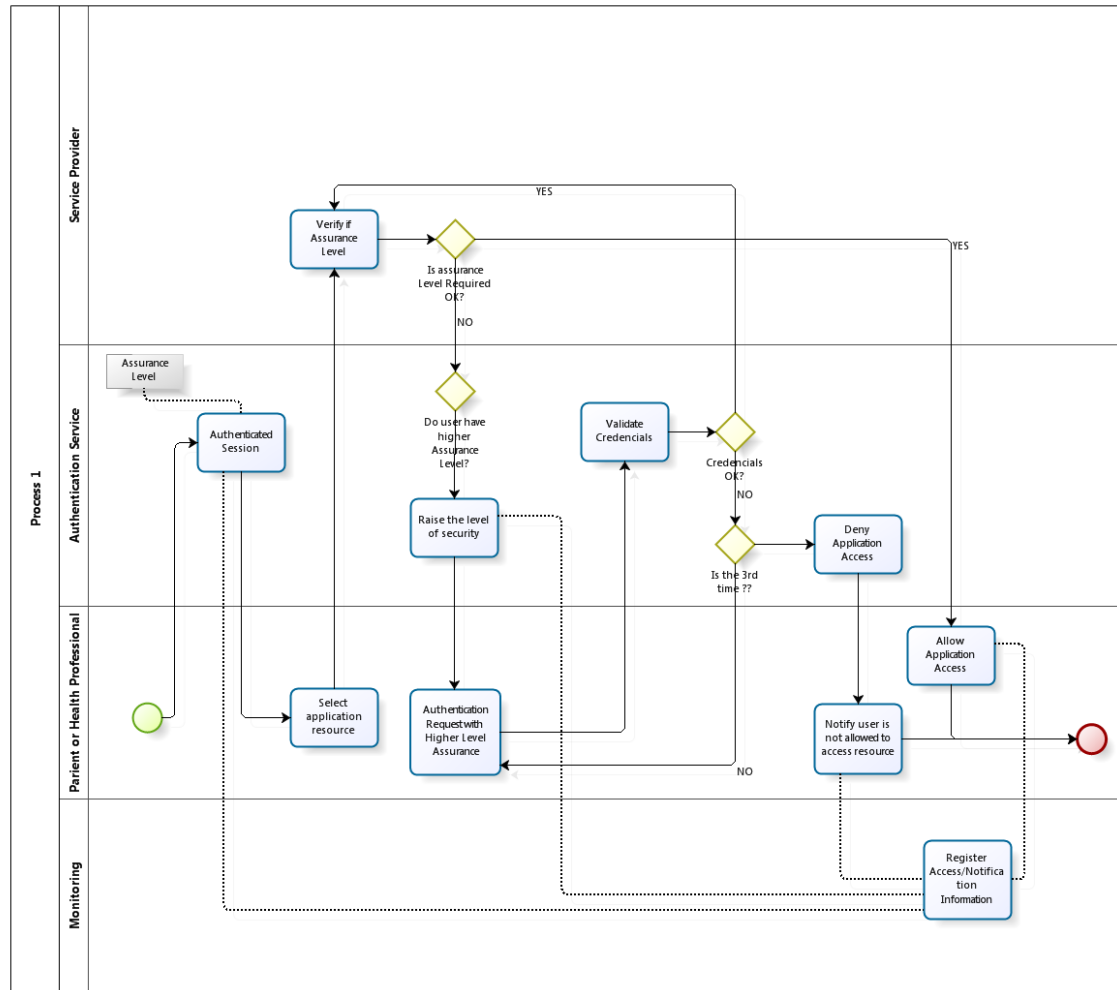 Process 1
Service Provider
YES
Verify if
Assurance
Level
Is assurance
Level Required
OK?
YES
NO
Authentication Service
Assurance
Level
Authenticated
Session
Do user have
higher
Assurance
Level?
Validate
Credencials
Credencials
OK?
NO
Raise the level
of security
Deny
Application
Access
Is the 3rd
time ??
Parient or Health Professional
Allow
Application
Access
Select
application
resource
Authentication
Request with
Higher Level
Assurance
Notify user is
not allowed to
access resource
NO
Monitoring
Register
Access/Notifica
tion
Information